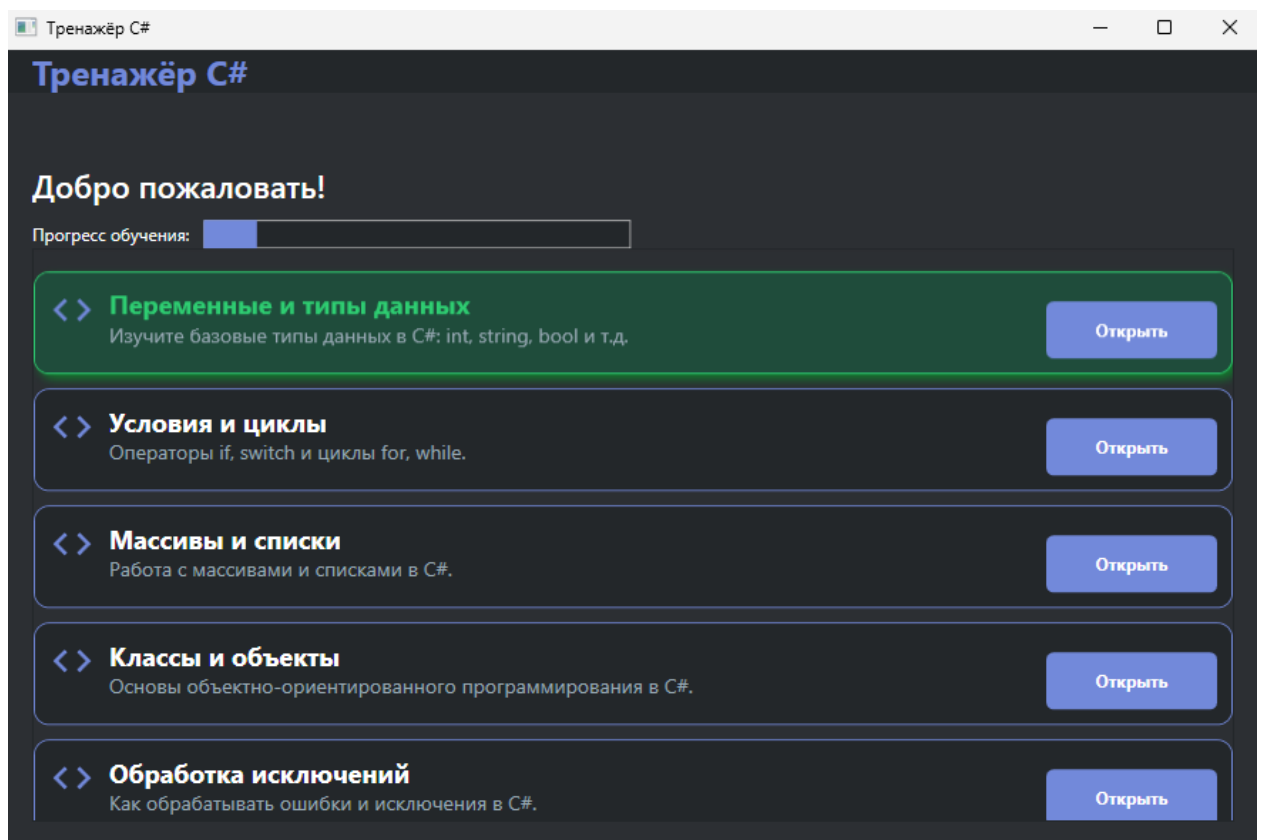 Тренажёр C#
Тренажёр C#
Добро пожаловать!
Прогресс обучения:
Переменные и типы данных
Изучите базовые типы данных в C#: int, string, bool и т.д.
Открыть
Условия и циклы
Операторы if, switch и циклы for, while.
Открыть
Массивы и списки
Работа с массивами и списками в C#.
Открыть
Классы и объекты
Основы объектно-ориентированного программирования в C#.
Открыть
Обработка исключений
Как обрабатывать ошибки и исключения в C#.
Открыть